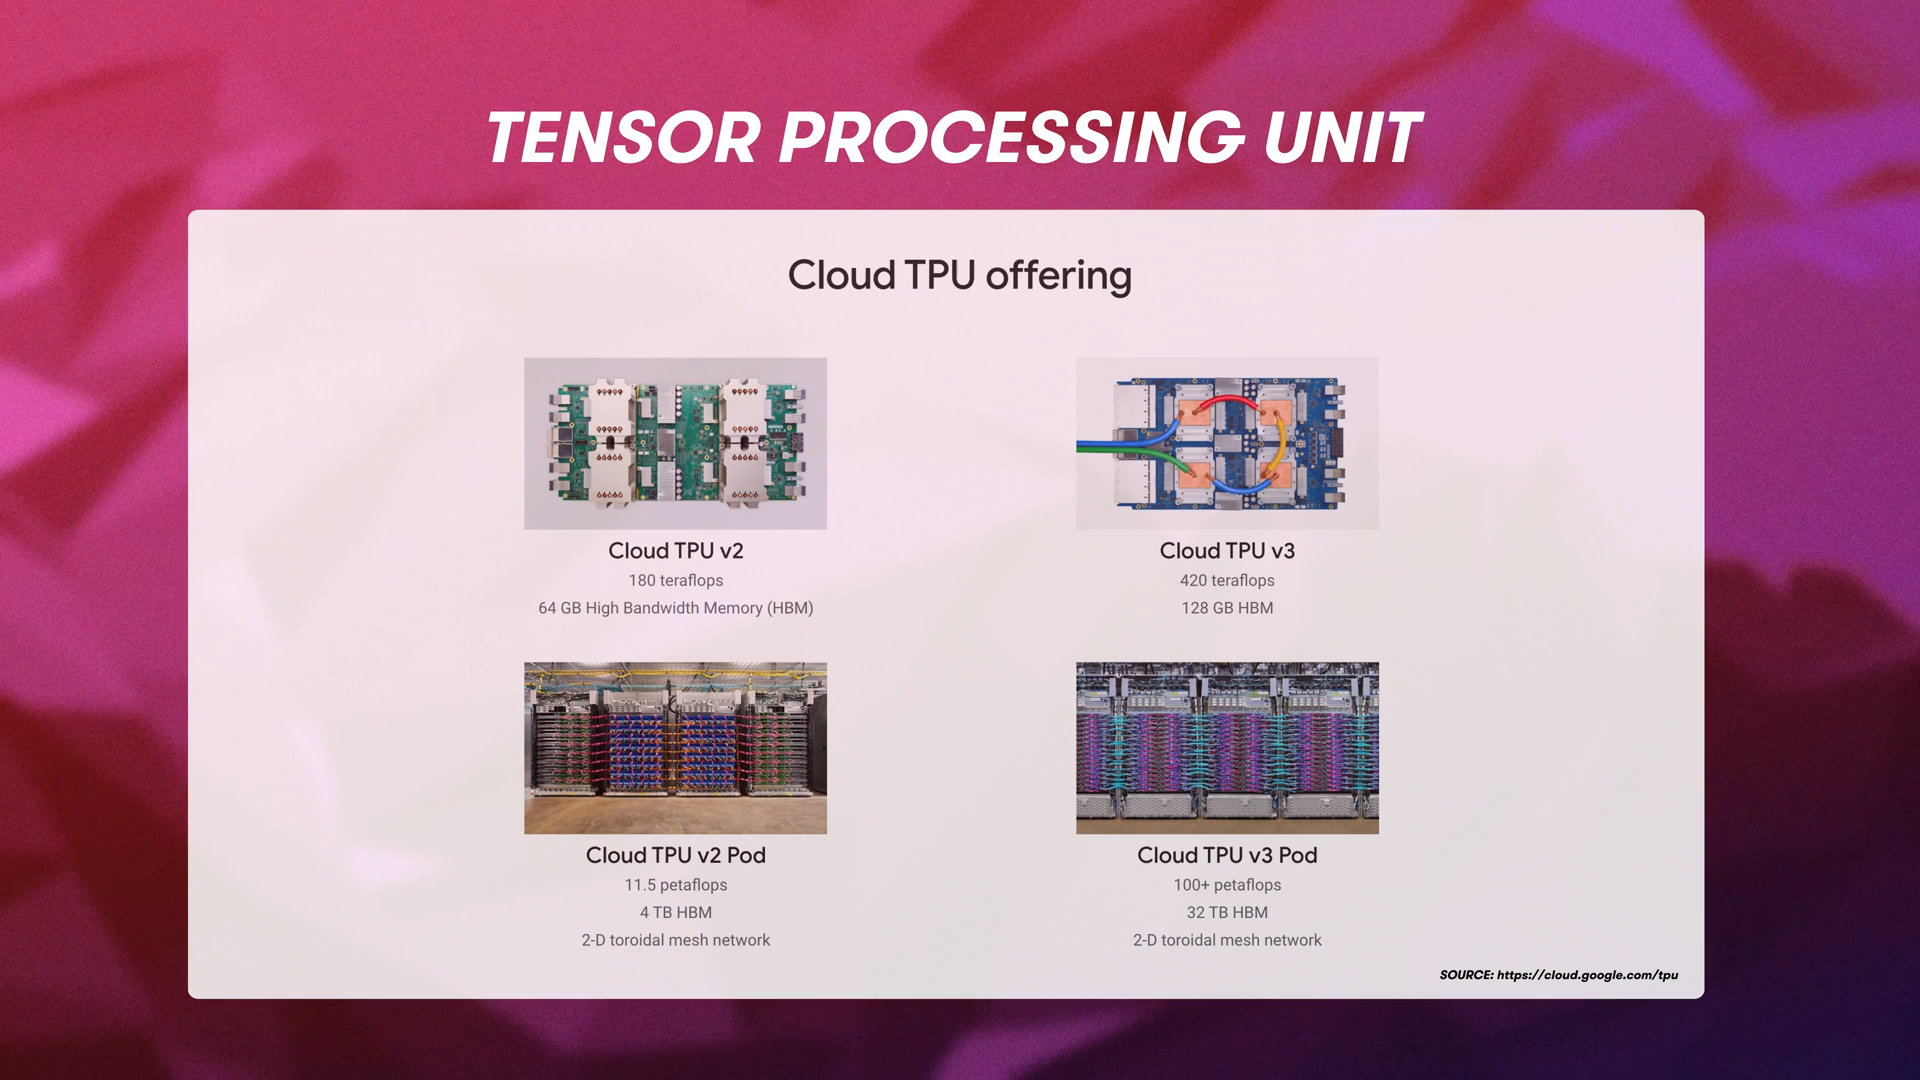 TENSOR PROCESSING UNIT
Cloud TPU offering
Cloud TPU v2
180 teraflops
64 GB High Bandwidth Memory (HBM)
Cloud TPU v3
420 teraflops
128 GB HBM
Cloud TPU v2 Pod
11.5 petaflops
4 TB HBM
2-D toroidal mesh network
Cloud TPU v3 Pod
100+ petaflops
32 TB HBM
2-D toroidal mesh network
SOURCE: https://cloud.google.com/tpu